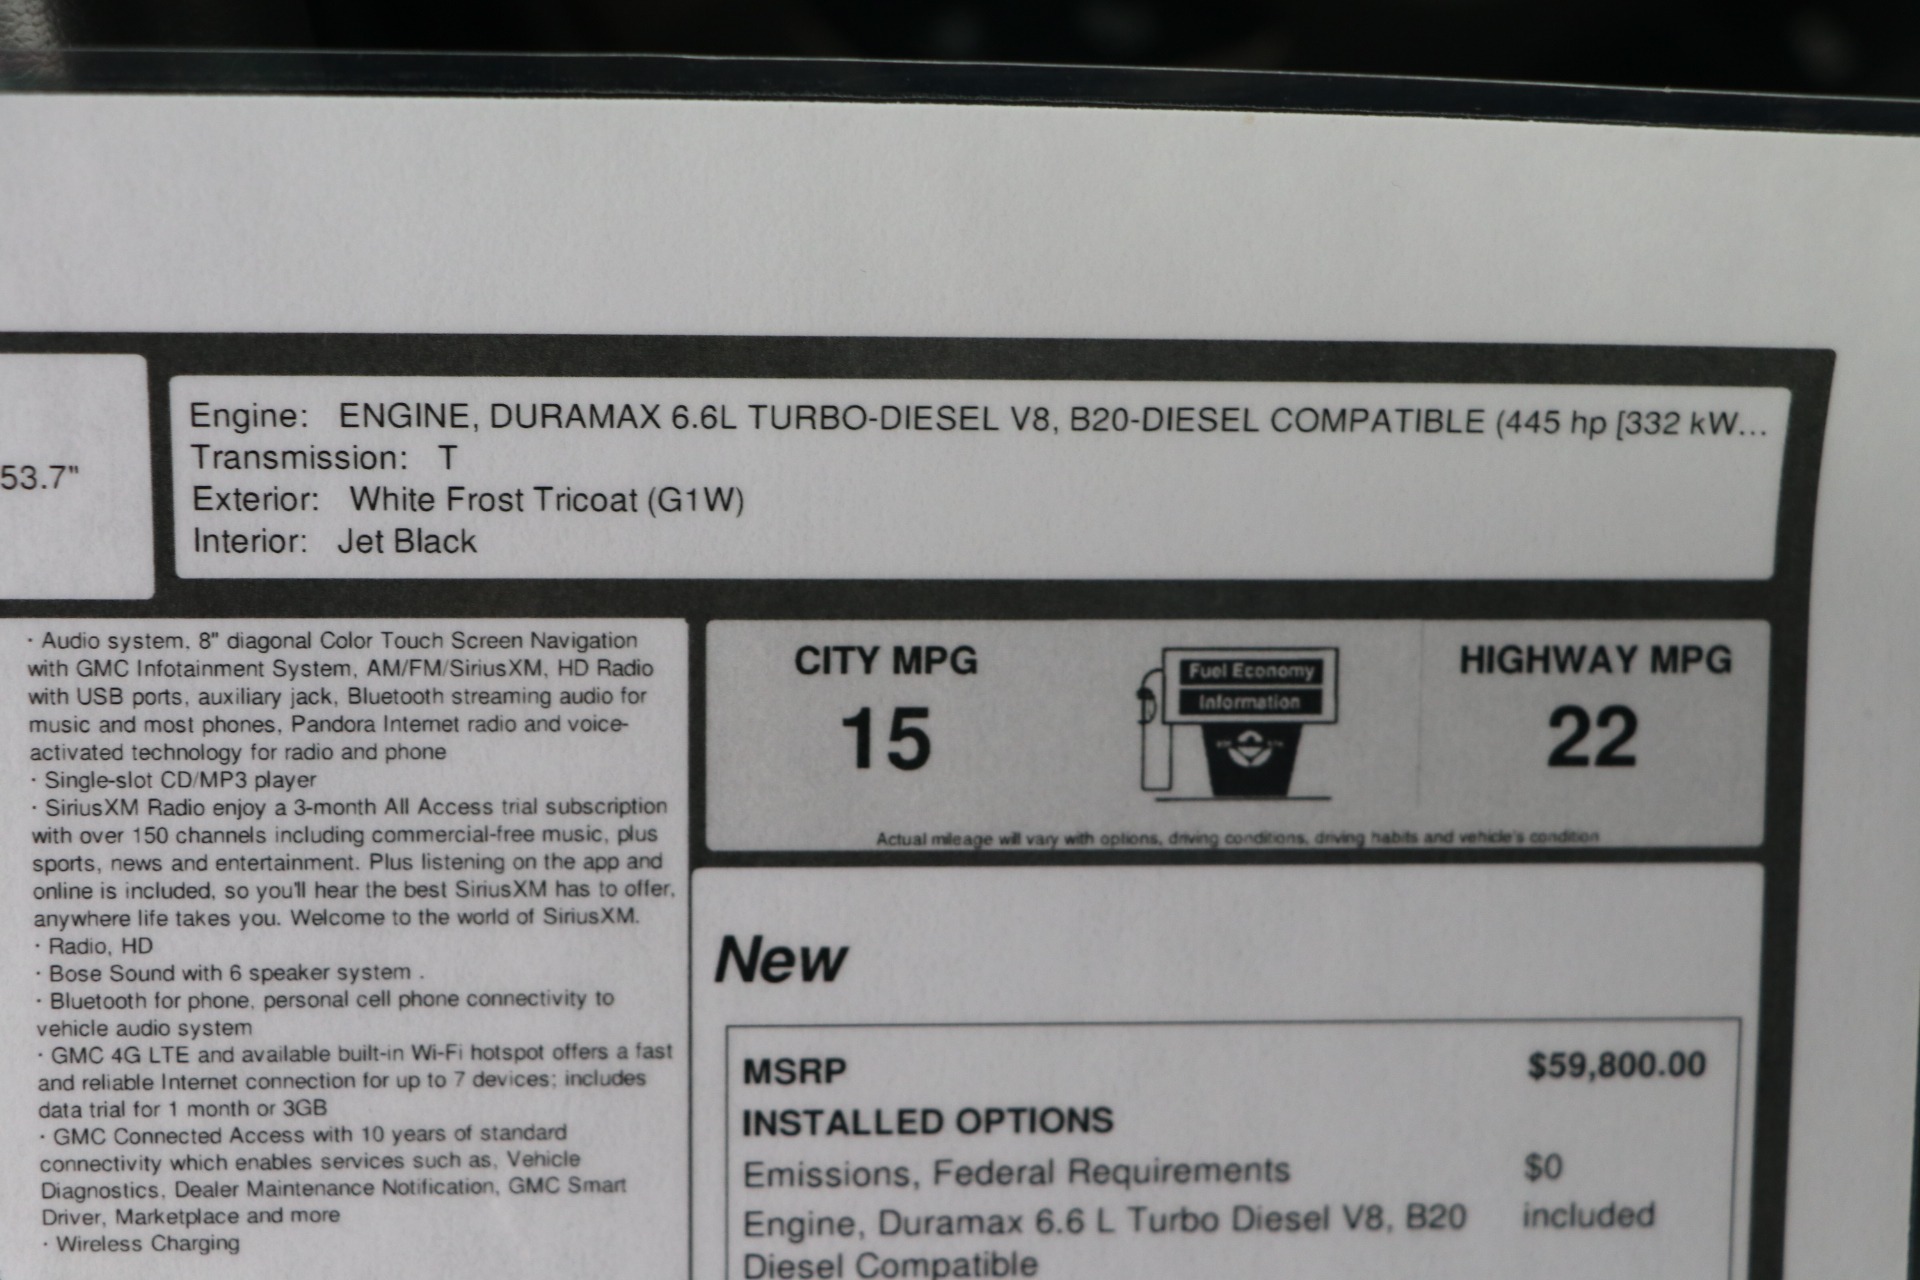 53.7"
Engine: ENGINE, DURAMAX 6.6L TURBO-DIESEL V8, B20-DIESEL COMPATIBLE (445 hp [332 kW...
Transmission: T
Exterior: White Frost Tricoat (G1W)
Interior: Jet Black
· Audio system, 8" diagonal Color Touch Screen Navigation
with GMC Infotainment System, AM/FM/SiriusXM, HD Radio
with USB ports, auxiliary jack, Bluetooth streaming audio for
music and most phones, Pandora Internet radio and voice-
activated technology for radio and phone
· Single-slot CD/MP3 player
· SiriusXM Radio enjoy a 3-month All Access trial subscription
with over 150 channels including commercial-free music, plus
sports, news and entertainment. Plus listening on the app and
online is included, so you'll hear the best SiriusXM has to offer,
anywhere life takes you. Welcome to the world of SiriusXM.
· Radio, HD
· Bose Sound with 6 speaker system .
· Bluetooth for phone, personal cell phone connectivity to
vehicle audio system
· GMC 4G LTE and available built-in Wi-Fi hotspot offers a fast
and reliable Internet connection for up to 7 devices; includes
data trial for 1 month or 3GB
· GMC Connected Access with 10 years of standard
connectivity which enables services such as, Vehicle
Diagnostics, Dealer Maintenance Notification, GMC Smart
Driver, Marketplace and more
· Wireless Charging
CITY MPG
15
Fuel Economy
Information
HIGHWAY MPG
22
Actual mileage will vary with options, driving conditions, driving habits and vehicle's condition
New
MSRP $59,800.00
INSTALLED OPTIONS
Emissions, Federal Requirements $0
Engine, Duramax 6.6 L Turbo Diesel V8, B20 included
Diesel Compatible